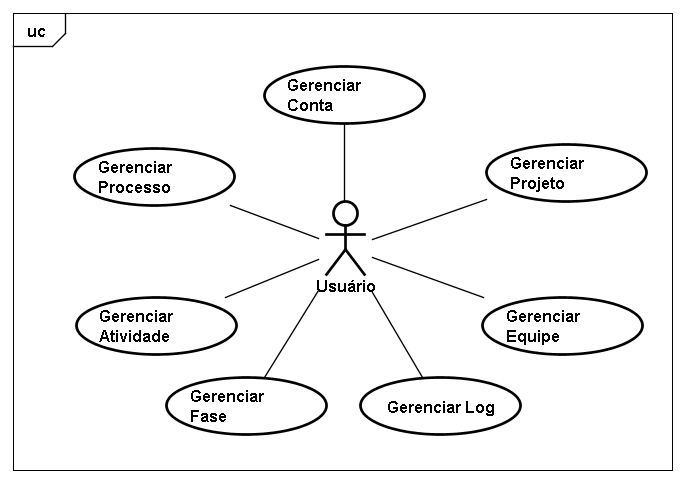 uc
Gerenciar
Conta
Gerenciar
Processo
Gerenciar
Projeto
Usuário
Gerenciar
Atividade
Gerenciar
Equipe
Gerenciar
Fase
Gerenciar Log